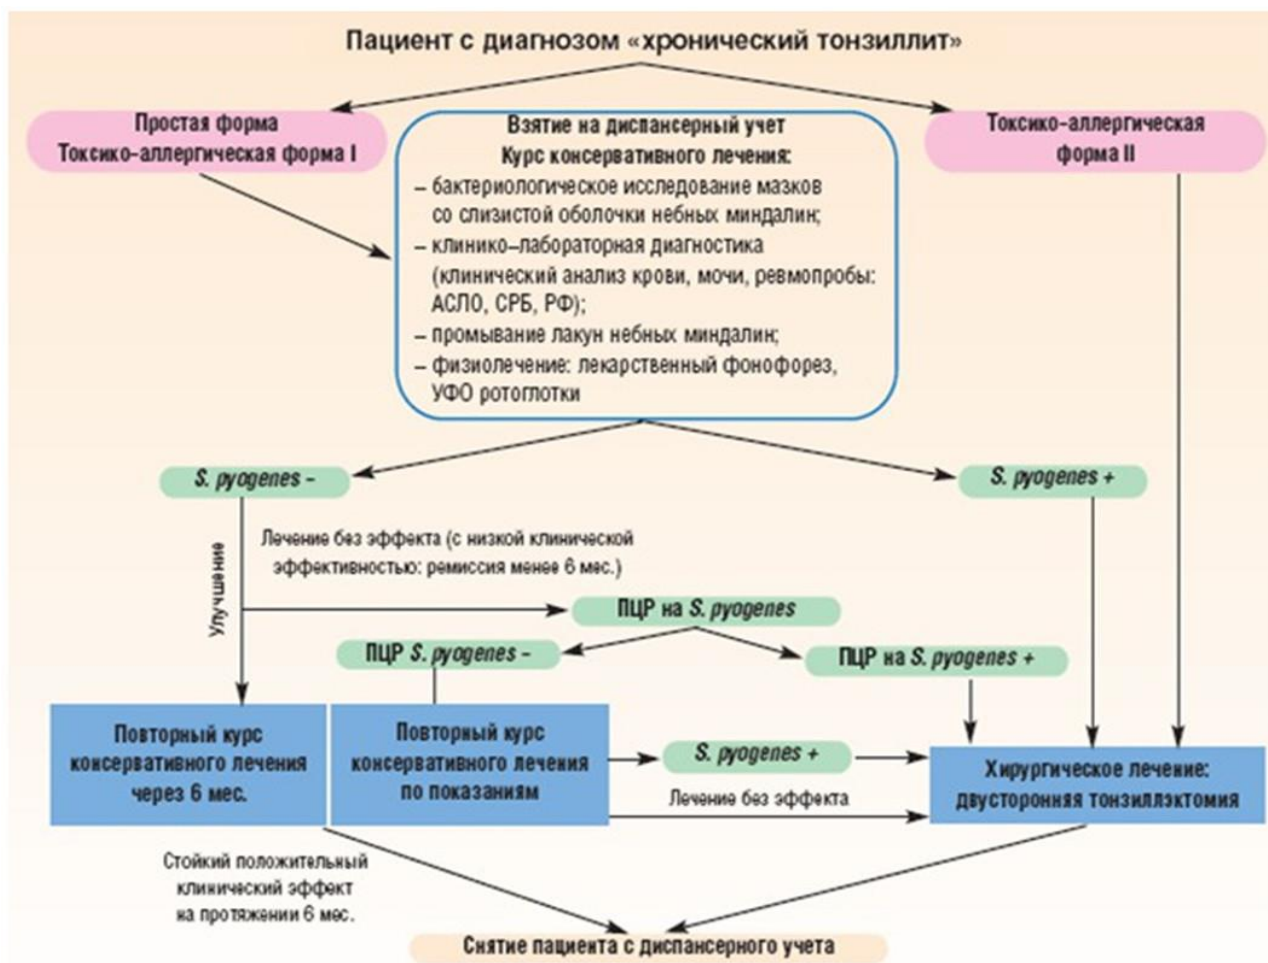 Пациент с диагнозом «хронический тонзиллит»
Простая форма
Токсико-аллергическая форма I
Взятие на диспансерный учет
Курс консервативного лечения:
– бактериологическое исследование мазков
со слизистой оболочки небных миндалин;
– клинико–лабораторная диагностика
(клинический анализ крови, мочи, ревмопробы:
АСЛО, СРБ, РФ);
– промывание лакун небных миндалин;
– физиолечение: лекарственный фонофорез,
УФО ротоглотки
Токсико-аллергическая
форма II
S. pyogenes –
S. pyogenes +
Улучшение
Лечение без эффекта (с низкой клинической
эффективностью: ремиссия менее 6 мес.)
ПЦР на S. pyogenes
ПЦР S. pyogenes –
ПЦР на S. pyogenes +
Повторный курс
консервативного лечения
через 6 мес.
Повторный курс
консервативного лечения
по показаниям
S. pyogenes +
Лечение без эффекта
Хирургическое лечение:
двусторонняя тонзиллэктомия
Стойкий положительный
клинический эффект
на протяжении 6 мес.
Снятие пациента с диспансерного учета